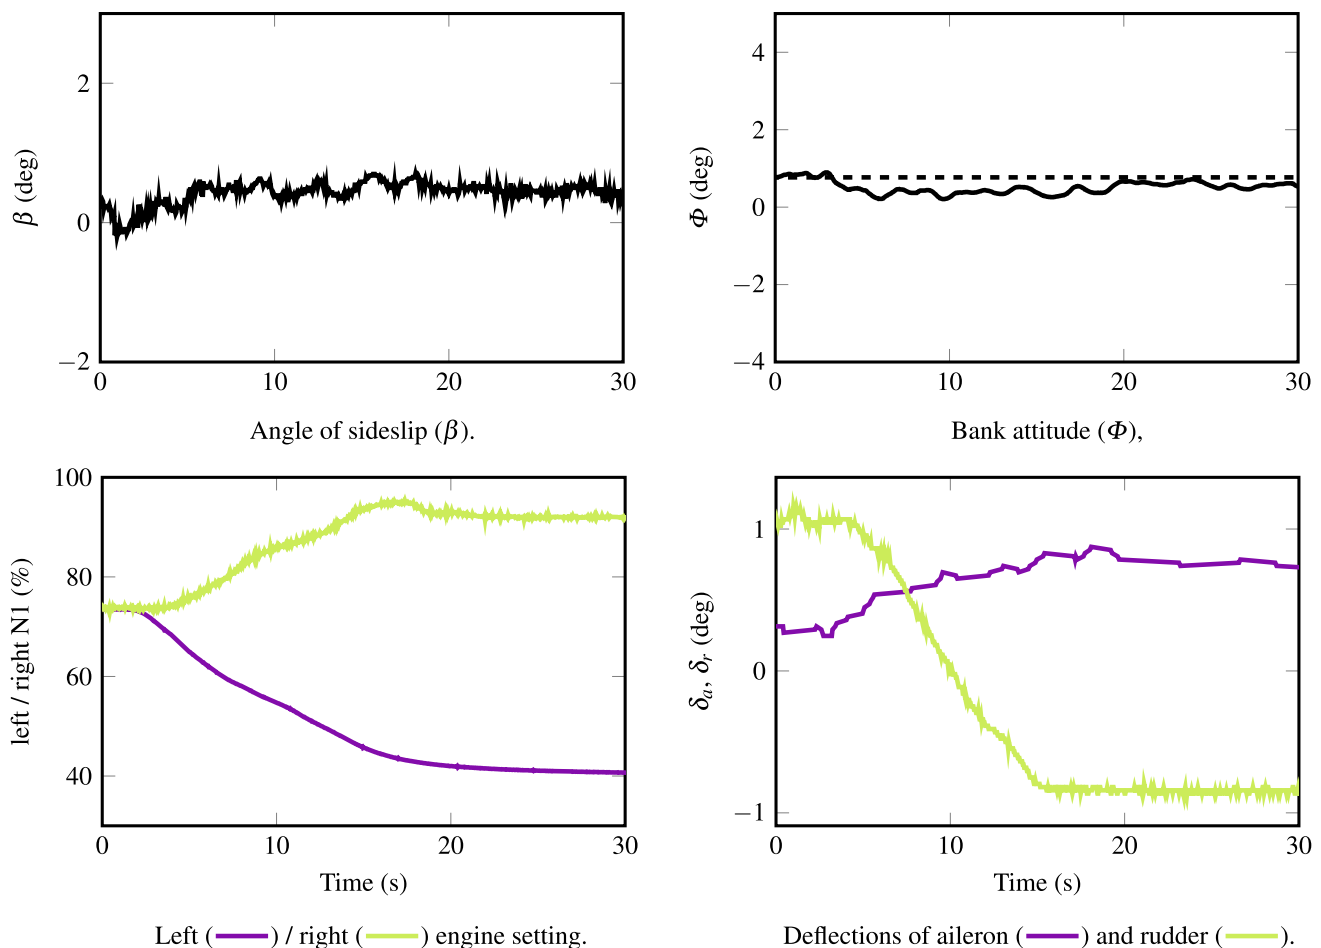 2
0
−2
β (deg)
0 10 20 30
Angle of sideslip (β).
4
2
0
−2
−4
Φ (deg)
0 10 20 30
Bank attitude (Φ),
100
80
60
40
left / right N1 (%)
0 10 20 30
Time (s)
Left ( ) / right ( ) engine setting.
1
0
−1
δa, δr (deg)
0 10 20 30
Time (s)
Deflections of aileron ( ) and rudder ( ).